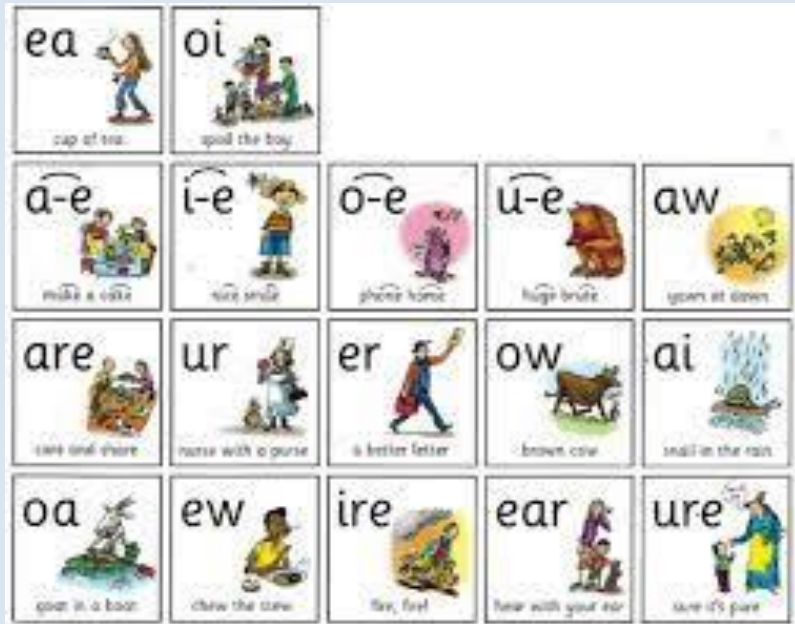 ea
cup of tea
oi
spoil the boy
a-e
make a cake
i-e
nice smile
o-e
phone home
u-e
huge brute
aw
yawn at dawn
are
care and share
ur
nurse with a purse
er
a better letter
ow
brown cow
ai
snail in the rain
oa
goat in a boat
ew
chew the stew
ire
fire, fire!
ear
hear with your ear
ure
sure it's pure